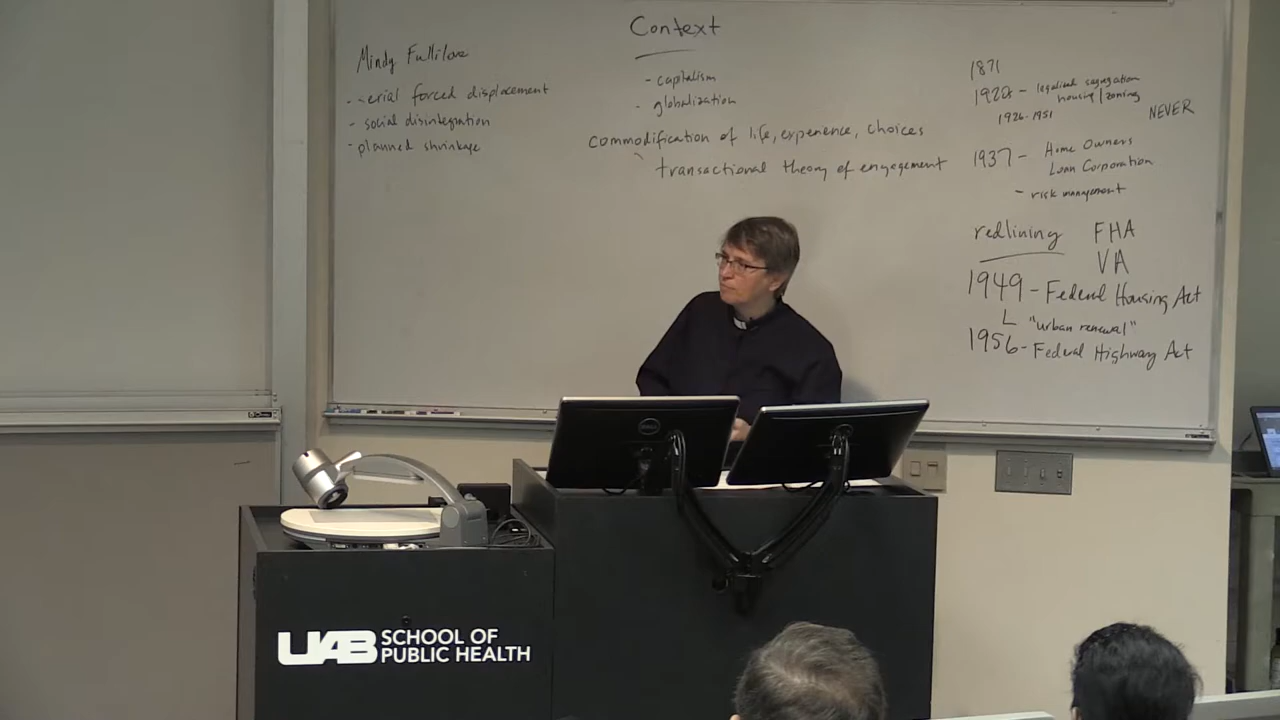 Mindy Fullilove
- serial forced displacement
- social disintegration
- planned shrinkage
Context
- capitalism
- globalization
commodification of life, experience, choices
transactional theory of engagement
1871
1920s - legalized segregation
housing/zoning
1926-1951
NEVER
1937 - Home Owners
Loan Corporation
- risk management
redlining FHA
VA
1949 - Federal Housing Act
L "urban renewal"
1956 - Federal Highway Act
DELL
UAB SCHOOL OF
PUBLIC HEALTH